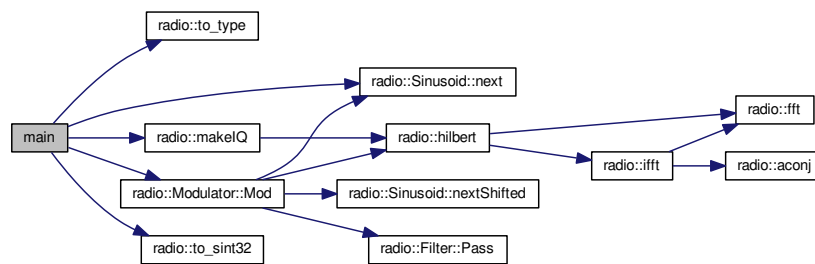 radio::to_type
radio::Sinusoid::next
radio::fft
main
radio::makeIQ
radio::hilbert
radio::ifft
radio::aconj
radio::Modulator::Mod
radio::Sinusoid::nextShifted
radio::to_sint32
radio::Filter::Pass